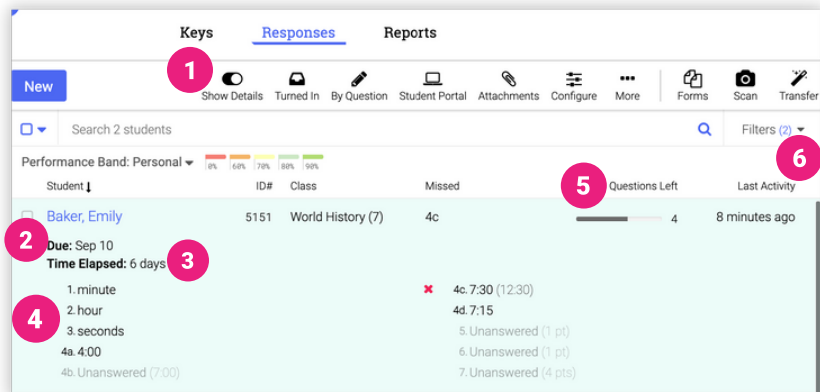 Keys Responses Reports
1
New
Show Details Turned In By Question Student Portal Attachments Configure More Forms Scan Transfer
Search 2 students
Filters (2)
6
Performance Band: Personal 0% 60% 70% 80% 90%
5
Student ID# Class Missed Questions Left Last Activity
Baker, Emily 5151 World History (7) 4c 4 8 minutes ago
2
Due: Sep 10
Time Elapsed: 6 days
3
4
1. minute
2. hour
3. seconds
4a. 4:00
4b. Unanswered (7:00)
4c. 7:30 (12:30)
4d. 7:15
5. Unanswered (1 pt)
6. Unanswered (1 pt)
7. Unanswered (4 pts)